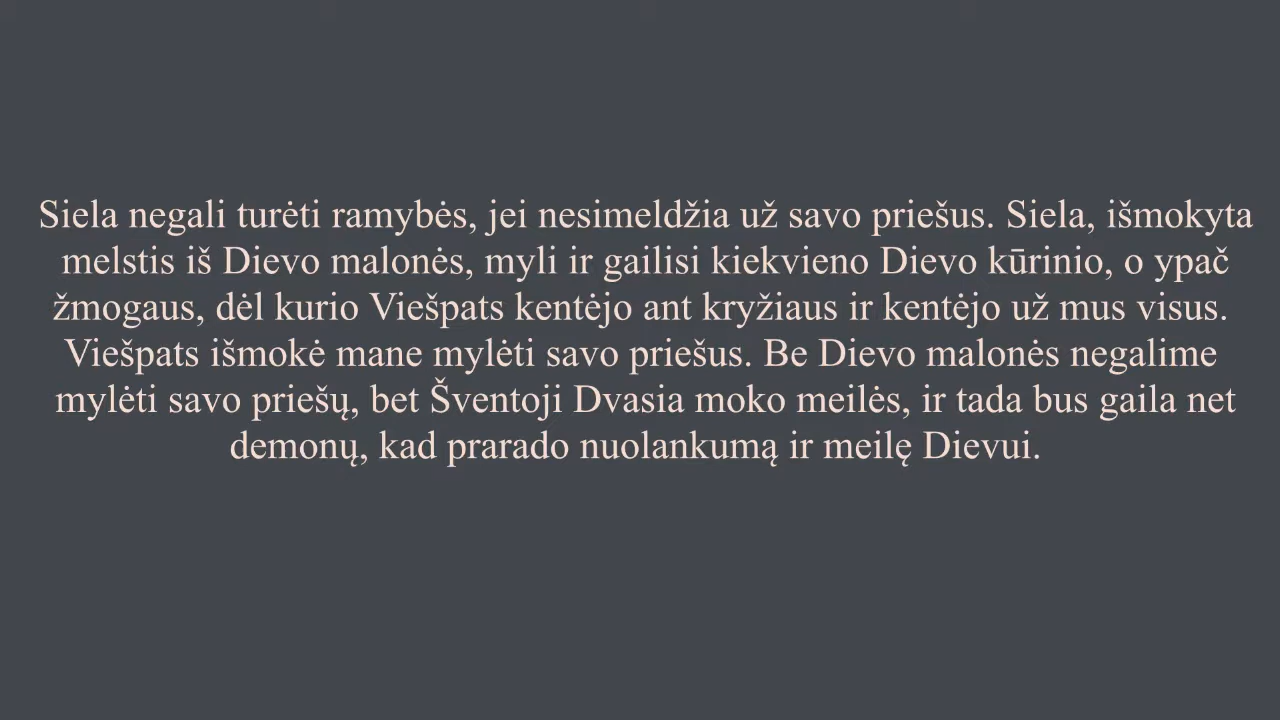 Siela negali turėti ramybės, jei nesimeldžia už savo priešus. Siela, išmokyta
melstis iš Dievo malonės, myli ir gailisi kiekvieno Dievo kūrinio, o ypač
žmogaus, dėl kurio Viešpats kentėjo ant kryžiaus ir kentėjo už mus visus.
Viešpats išmokė mane mylėti savo priešus. Be Dievo malonės negalime
mylėti savo priešų, bet Šventoji Dvasia moko meilės, ir tada bus gaila net
demonų, kad prarado nuolankumą ir meilę Dievui.